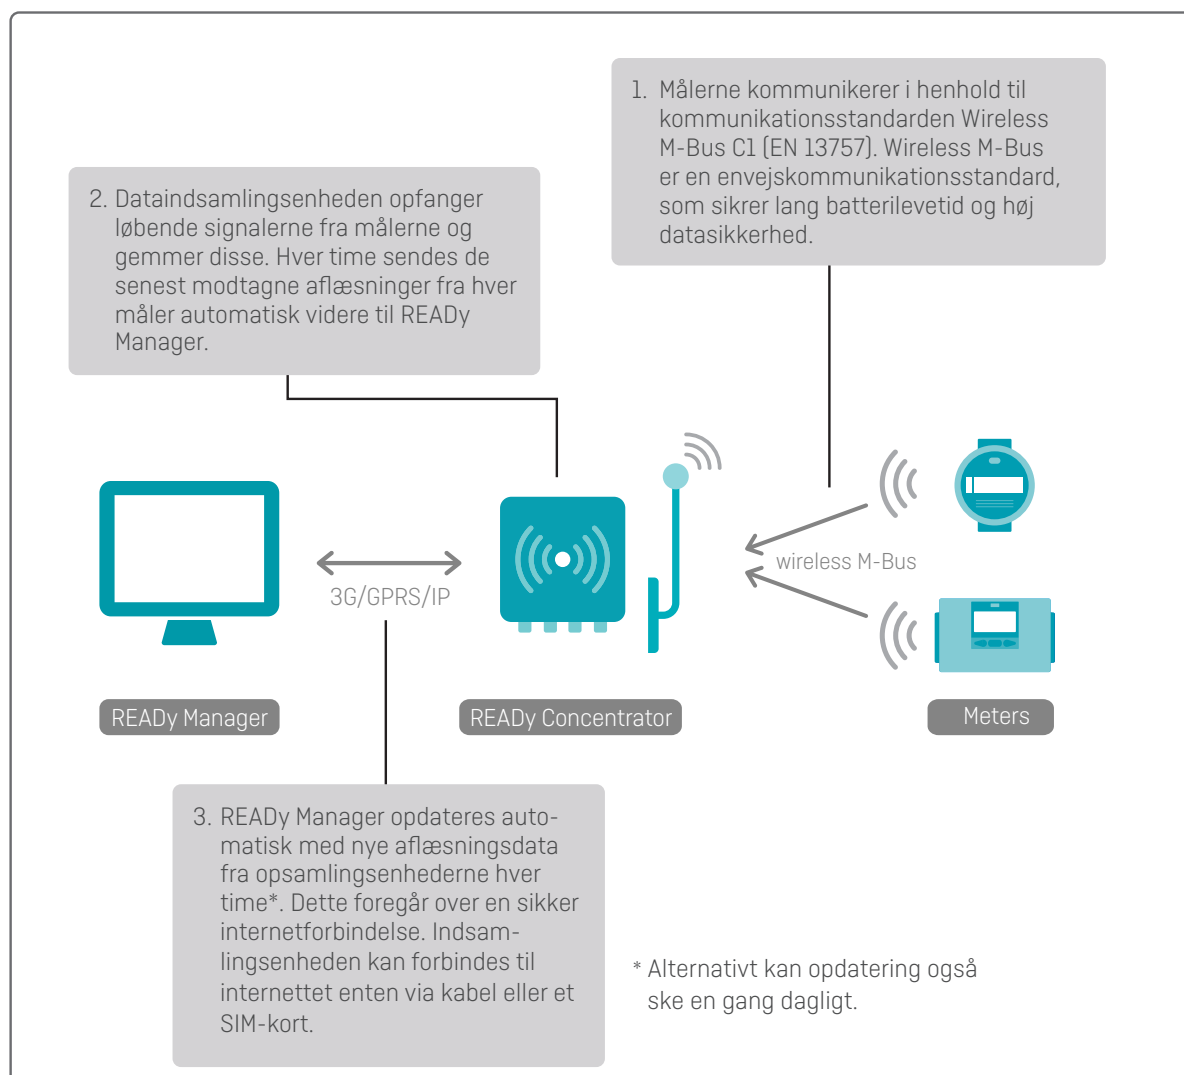 1. Målerne kommunikerer i henhold til
kommunikationsstandarden Wireless
M-Bus C1 (EN 13757). Wireless M-Bus
er en envejskommunikationsstandard,
som sikrer lang batterilevetid og høj
datasikkerhed.
2. Dataindsamlingsenheden opfanger
løbende signalerne fra målerne og
gemmer disse. Hver time sendes de
senest modtagne aflæsninger fra hver
måler automatisk videre til READy
Manager.
wireless M-Bus
3G/GPRS/IP
READy Manager
READy Concentrator
Meters
3. READy Manager opdateres auto-
matisk med nye aflæsningsdata
fra opsamlingsenhederne hver
time*. Dette foregår over en sikker
internetforbindelse. Indsam-
lingsenheden kan forbindes til
internettet enten via kabel eller et
SIM-kort.
* Alternativt kan opdatering også
ske en gang dagligt.